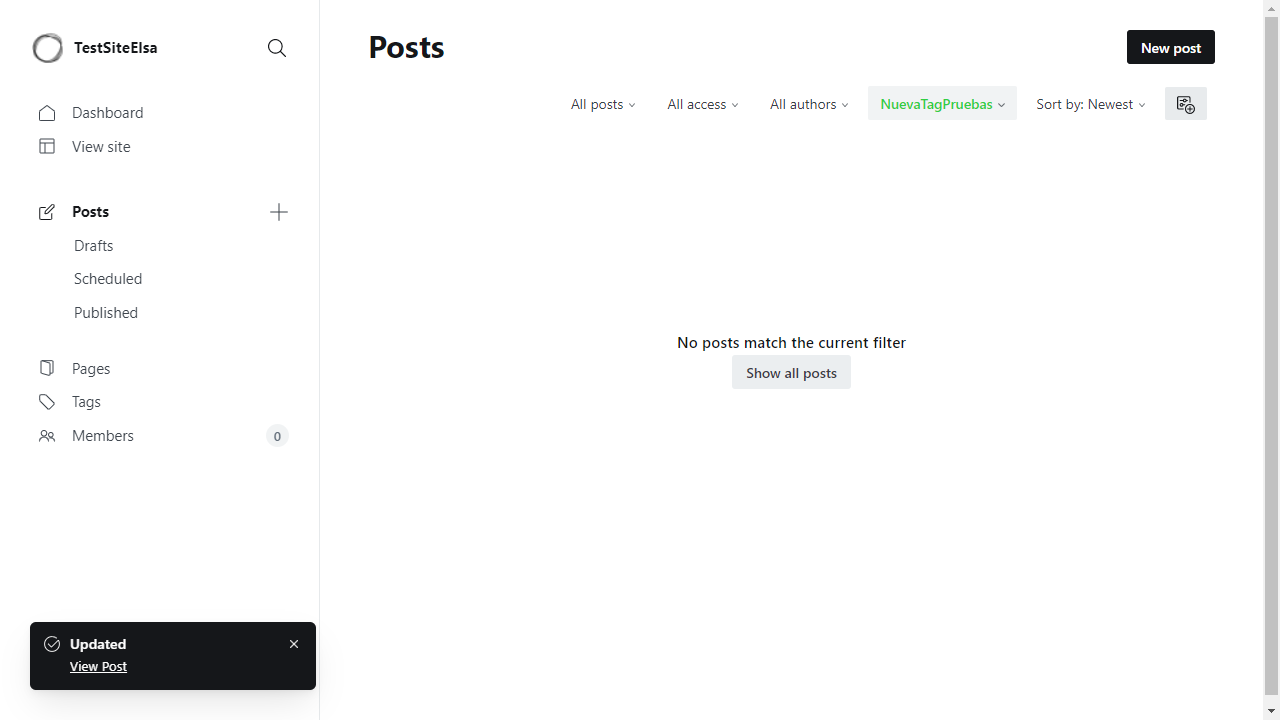 TestSiteElsa
Dashboard
View site
Posts
Drafts
Scheduled
Published
Pages
Tags
Members 0
Posts
New post
All posts All access All authors NuevaTagPruebas Sort by: Newest
No posts match the current filter
Show all posts
Updated
View Post